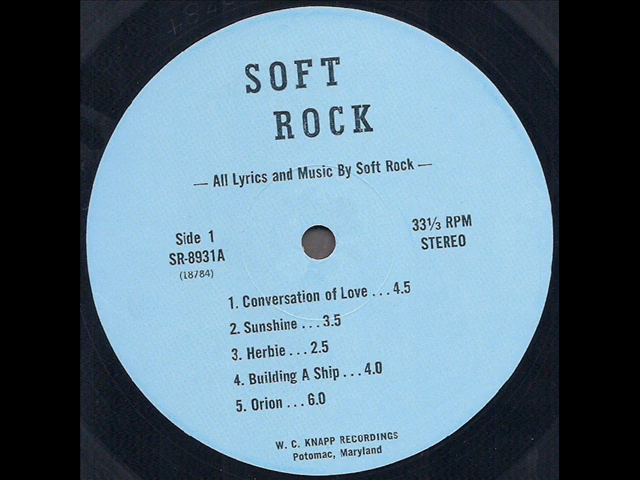 SOFT
ROCK
— All Lyrics and Music By Soft Rock —
Side 1
SR-8931A
(18784)
33⅓ RPM
STEREO
1. Conversation of Love . . . 4.5
2. Sunshine . . . 3.5
3. Herbie . . . 2.5
4. Building A Ship . . . 4.0
5. Orion . . . 6.0
W. C. KNAPP RECORDINGS
Potomac, Maryland